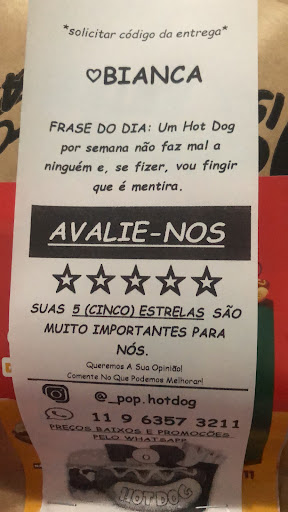 *solicitar código da entrega*
♡BIANCA
FRASE DO DIA: Um Hot Dog
por semana não faz mal a
ninguém e, se fizer, vou fingir
que é mentira.
AVALIE-NOS
SUAS 5 (CINCO) ESTRELAS SÃO
MUITO IMPORTANTES PARA
NÓS.
Queremos A Sua Opinião!
Comente No Que Podemos Melhorar!
@_pop.hotdog
11 9 6357 3211
PREÇOS BAIXOS E PROMOÇÕES
PELO WHATSAPP
HOT DOG